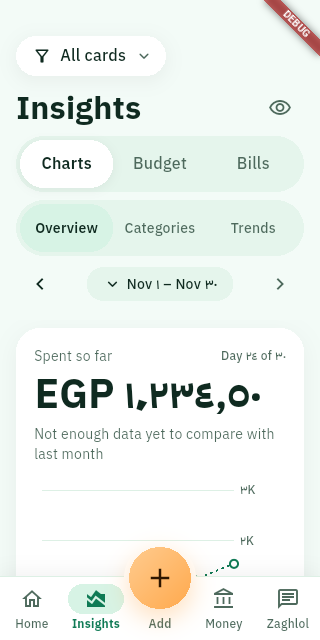 DEBUG
All cards
Insights
Charts Budget Bills
Overview Categories Trends
Nov ١ – Nov ٣٠
Spent so far Day ٢٤ of ٣٠
EGP ١,٢٣٤,٥٠
Not enough data yet to compare with
last month
٣K
٢K
Home Insights Add Money Zaghlol